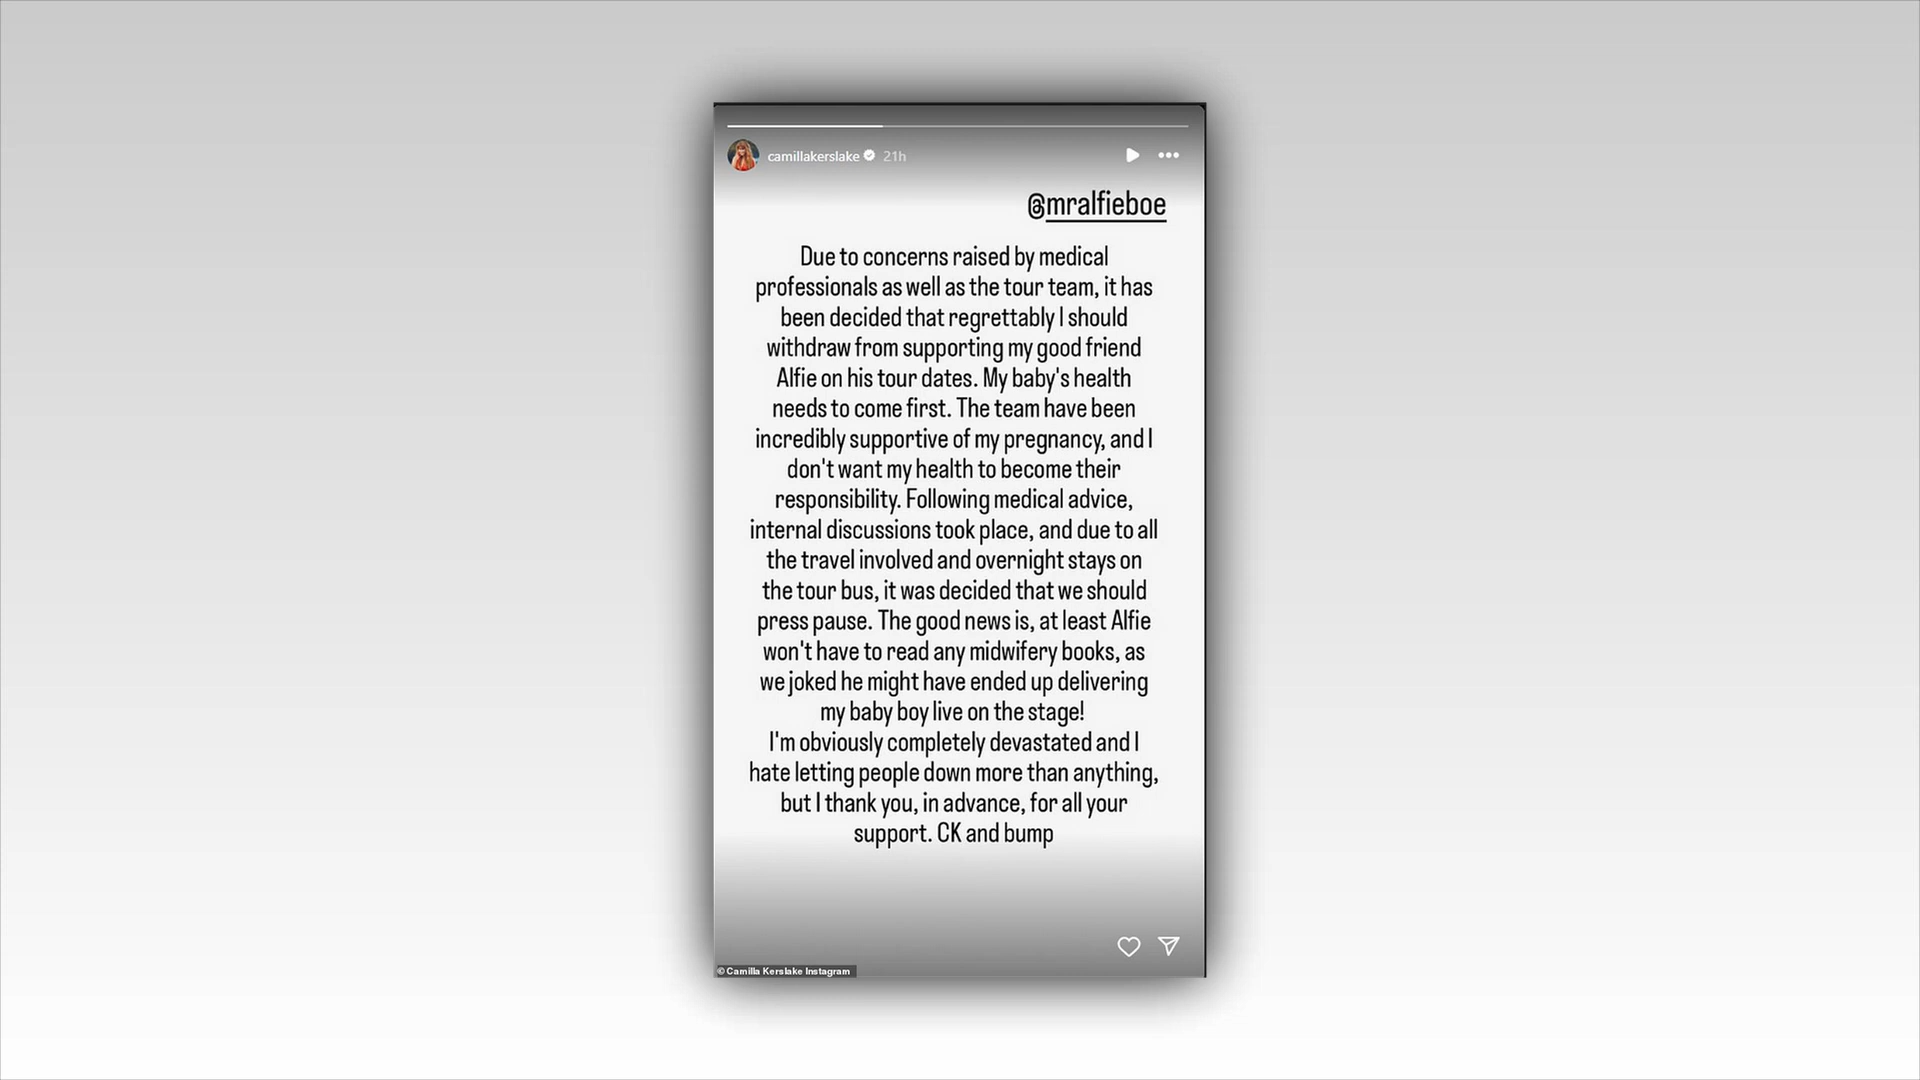 camillakerslake 21h
@mralfieboe
Due to concerns raised by medical
professionals as well as the tour team, it has
been decided that regrettably I should
withdraw from supporting my good friend
Alfie on his tour dates. My baby's health
needs to come first. The team have been
incredibly supportive of my pregnancy, and I
don't want my health to become their
responsibility. Following medical advice,
internal discussions took place, and due to all
the travel involved and overnight stays on
the tour bus, it was decided that we should
press pause. The good news is, at least Alfie
won't have to read any midwifery books, as
we joked he might have ended up delivering
my baby boy live on the stage!
I'm obviously completely devastated and I
hate letting people down more than anything,
but I thank you, in advance, for all your
support. CK and bump
© Camilla Kerslake Instagram